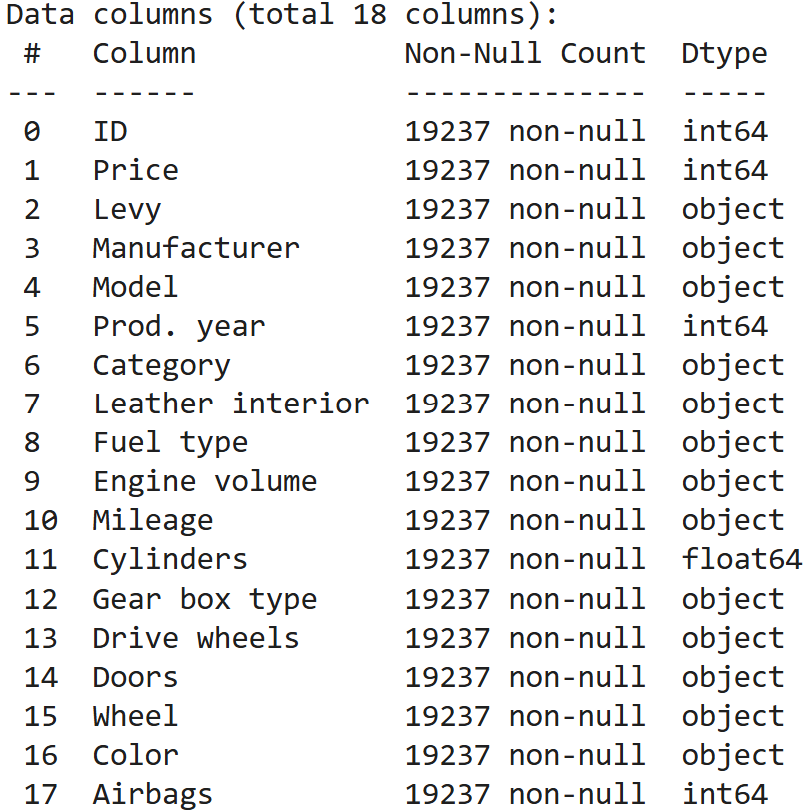 Data columns (total 18 columns):
 #   Column            Non-Null Count  Dtype
---  ------            --------------  -----
 0   ID                19237 non-null  int64
 1   Price             19237 non-null  int64
 2   Levy              19237 non-null  object
 3   Manufacturer      19237 non-null  object
 4   Model             19237 non-null  object
 5   Prod. year        19237 non-null  int64
 6   Category          19237 non-null  object
 7   Leather interior  19237 non-null  object
 8   Fuel type         19237 non-null  object
 9   Engine volume     19237 non-null  object
 10  Mileage           19237 non-null  object
 11  Cylinders         19237 non-null  float64
 12  Gear box type     19237 non-null  object
 13  Drive wheels      19237 non-null  object
 14  Doors             19237 non-null  object
 15  Wheel             19237 non-null  object
 16  Color             19237 non-null  object
 17  Airbags           19237 non-null  int64